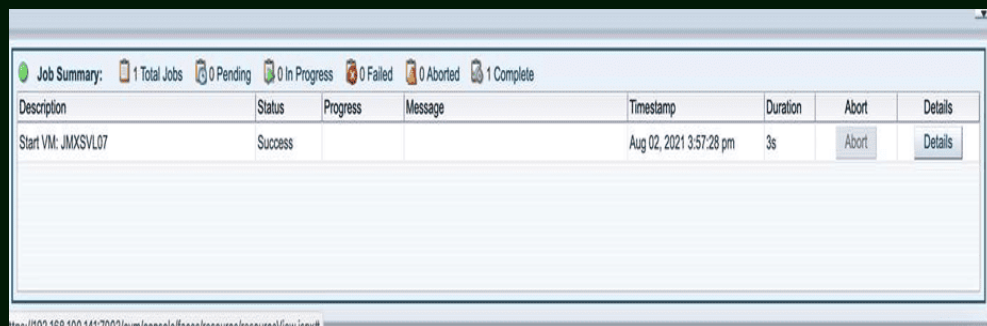 Job Summary: 1 Total Jobs 0 Pending 0 In Progress 0 Failed 0 Aborted 1 Complete
Description Status Progress Message Timestamp Duration Abort Details
Start VM: JMXSVL07 Success Aug 02, 2021 3:57:28 pm 3s Abort Details